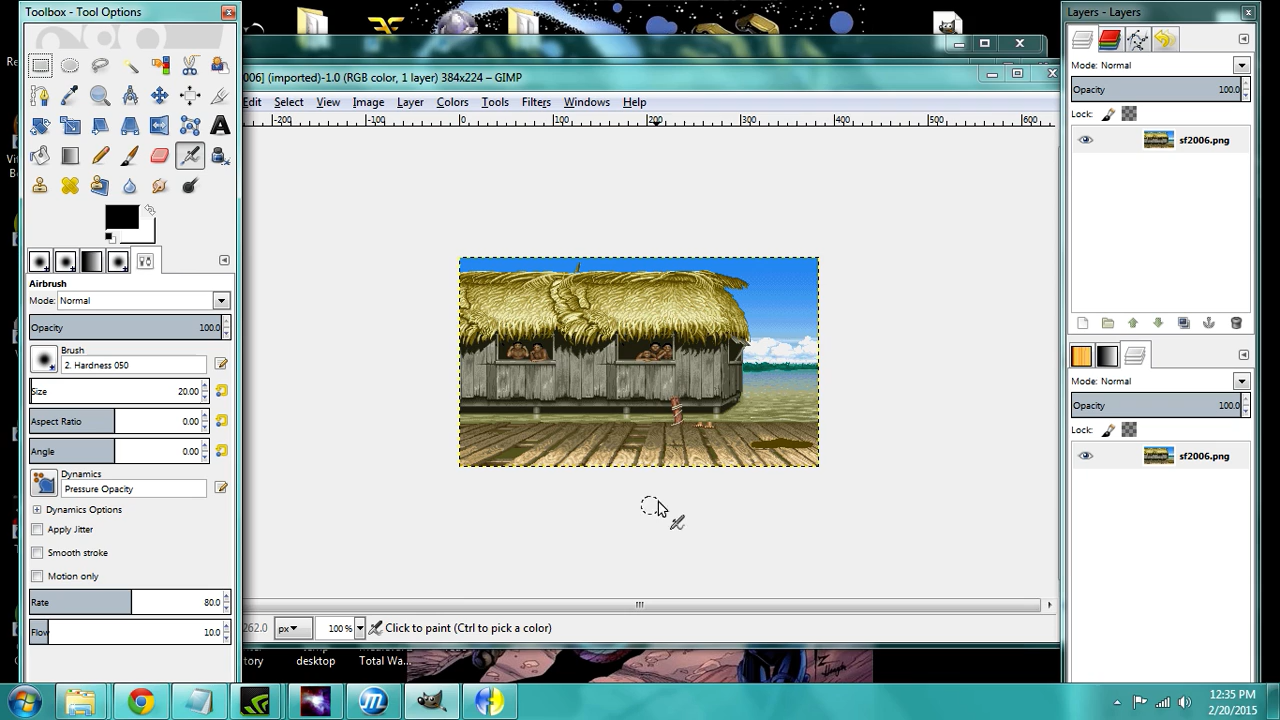 Toolbox - Tool Options
006] (imported)-1.0 (RGB color, 1 layer) 384x224 – GIMP
Edit Select View Image Layer Colors Tools Filters Windows Help
-200 -100 0 100 200 300 400 500 600
Airbrush
Mode: Normal
Opacity 100.0
Brush
2. Hardness 050
Size 20.00
Aspect Ratio 0.00
Angle 0.00
Dynamics
Pressure Opacity
Dynamics Options
Apply Jitter
Smooth stroke
Motion only
Rate 80.0
Flow 10.0
262.0 px 100 % Click to paint (Ctrl to pick a color)
desktop Total Wa...
Layers - Layers
Mode: Normal
Opacity 100.0
Lock:
sf2006.png
Mode: Normal
Opacity 100.0
Lock:
sf2006.png
12:35 PM
2/20/2015